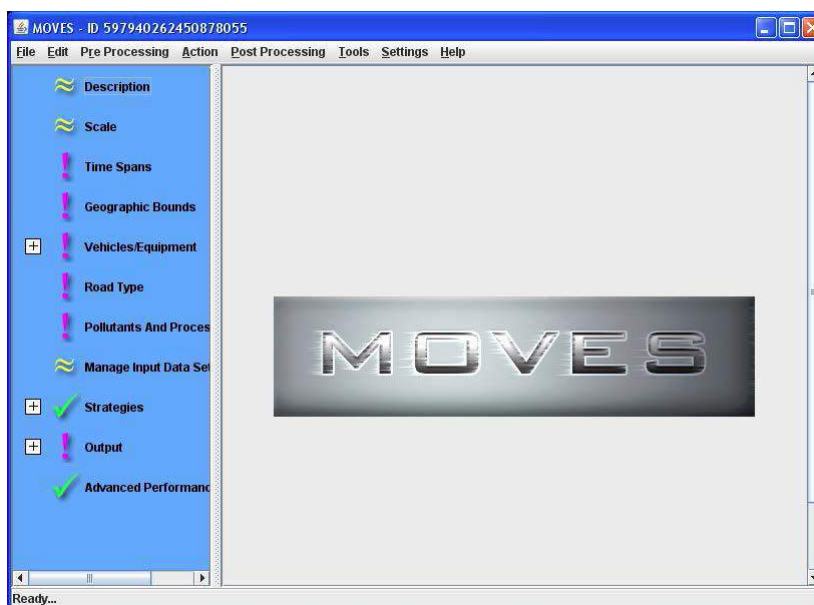 MOVES - ID 597940262450878055
File Edit Pre Processing Action Post Processing Tools Settings Help
Description
Scale
Time Spans
Geographic Bounds
Vehicles/Equipment
Road Type
Pollutants And Proces
Manage Input Data Set
Strategies
Output
Advanced Performanc
MOVES
Ready...